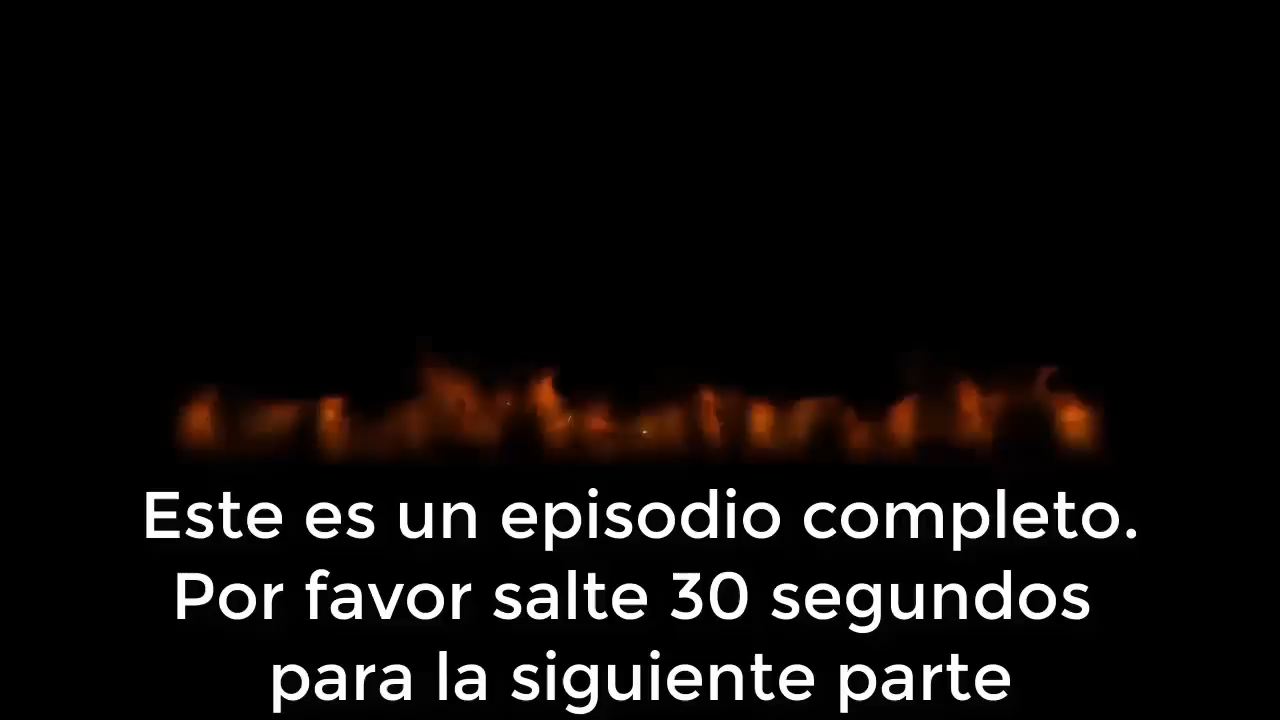 Este es un episodio completo.
Por favor salte 30 segundos
para la siguiente parte